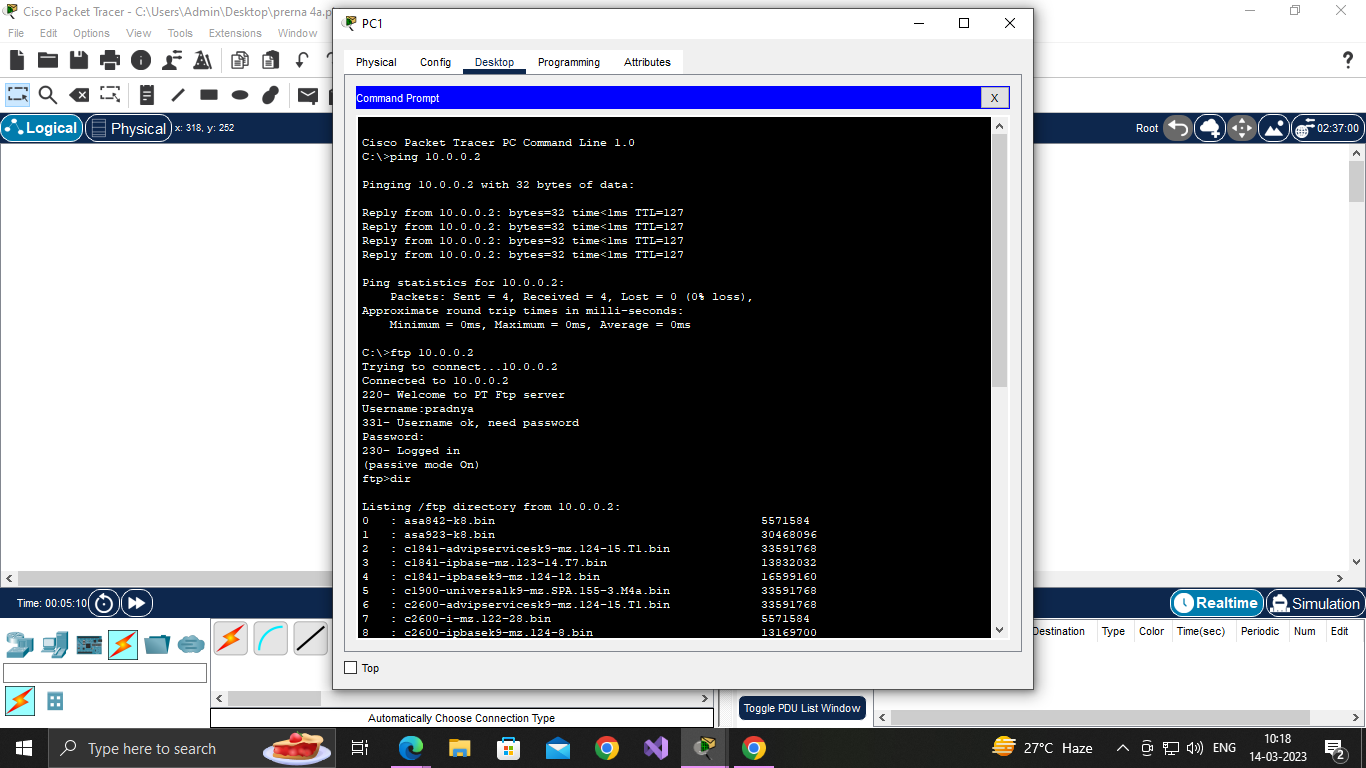 Cisco Packet Tracer - C:\Users\Admin\Desktop\prerna 4a.p
PC1
File Edit Options View Tools Extensions Window
Physical Config Desktop Programming Attributes
Command Prompt X
Logical Physical x: 318, y: 252
Root 02:37:00
Cisco Packet Tracer PC Command Line 1.0
C:\>ping 10.0.0.2
Pinging 10.0.0.2 with 32 bytes of data:
Reply from 10.0.0.2: bytes=32 time<1ms TTL=127
Reply from 10.0.0.2: bytes=32 time<1ms TTL=127
Reply from 10.0.0.2: bytes=32 time<1ms TTL=127
Reply from 10.0.0.2: bytes=32 time<1ms TTL=127
Ping statistics for 10.0.0.2:
Packets: Sent = 4, Received = 4, Lost = 0 (0% loss),
Approximate round trip times in milli-seconds:
Minimum = 0ms, Maximum = 0ms, Average = 0ms
C:\>ftp 10.0.0.2
Trying to connect...10.0.0.2
Connected to 10.0.0.2
220- Welcome to PT Ftp server
Username:pradnya
331- Username ok, need password
Password:
230- Logged in
(passive mode On)
ftp>dir
Listing /ftp directory from 10.0.0.2:
0 : asa842-k8.bin 5571584
1 : asa923-k8.bin 30468096
2 : c1841-advipservicesk9-mz.124-15.T1.bin 33591768
3 : c1841-ipbase-mz.123-14.T7.bin 13832032
4 : c1841-ipbasek9-mz.124-12.bin 16599160
5 : c1900-universalk9-mz.SPA.155-3.M4a.bin 33591768
6 : c2600-advipservicesk9-mz.124-15.T1.bin 33591768
7 : c2600-i-mz.122-28.bin 5571584
8 : c2600-ipbasek9-mz.124-8.bin 13169700
Time: 00:05:10
Realtime Simulation
Destination Type Color Time(sec) Periodic Num Edit
Top
Toggle PDU List Window
Automatically Choose Connection Type
Type here to search
27°C Haze
ENG
10:18
14-03-2023
2